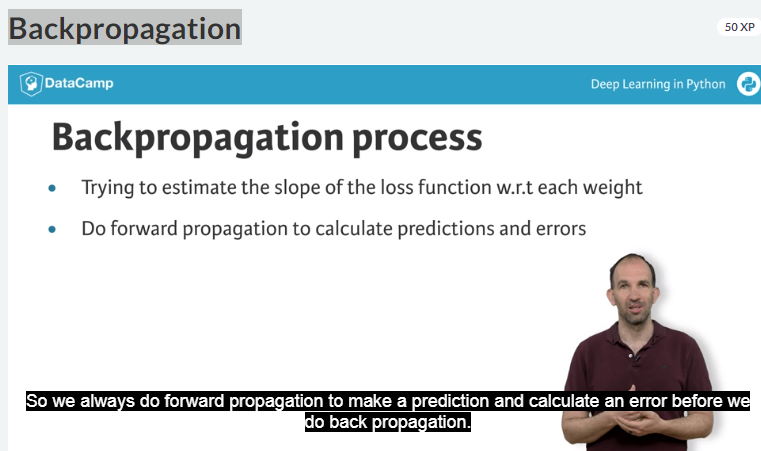 Backpropagation
50 XP
DataCamp
Deep Learning in Python
Backpropagation process
• Trying to estimate the slope of the loss function w.r.t each weight
• Do forward propagation to calculate predictions and errors
So we always do forward propagation to make a prediction and calculate an error before we
do back propagation.